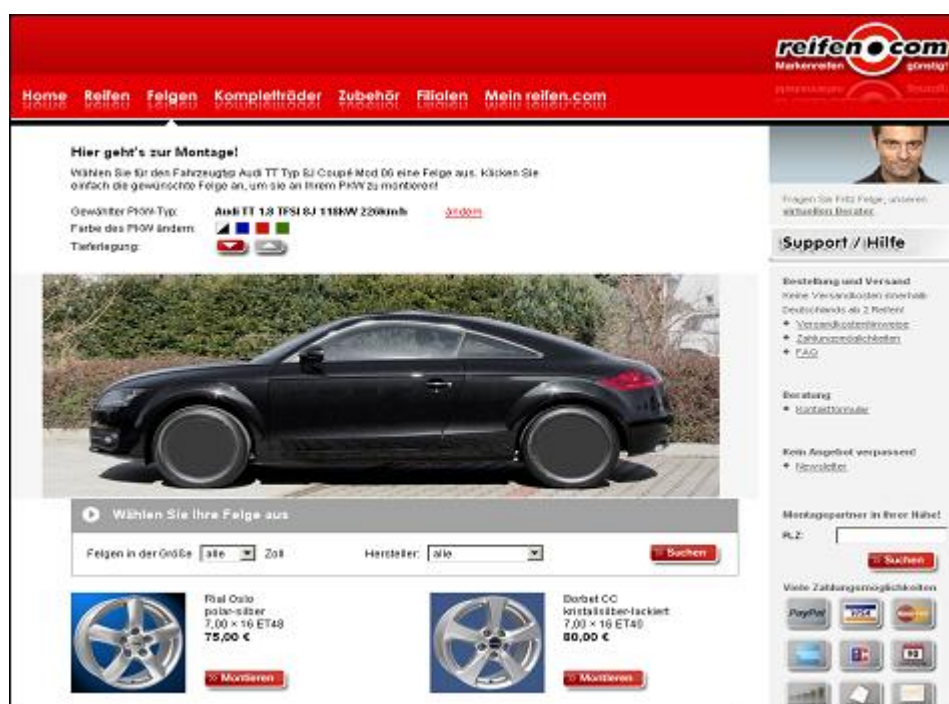 reifen.com
Markenreifen günstig!
Home Reifen Felgen Kompletträder Zubehör Filialen Mein reifen.com
Hier geht's zur Montage!
Wählen Sie für den Fahrzeugtyp Audi TT Typ 8J Coupé Mod.06 eine Felge aus. Klicken Sie
einfach die gewünschte Felge an, um sie an Ihrem PKW zu montieren!
Gewählter PKW-Typ: Audi TT 1,8 TFSI 8J 118kW 226km/h ändern
Farbe des PKW ändern:
Tieferlegung:
Fragen Sie Fritz Felge, unseren
virtuellen Berater.
Support / Hilfe
Bestellung und Versand
Keine Versandkosten innerhalb
Deutschlands ab 2 Reifen!
Versandkostenhinweise
Zahlungsmöglichkeiten
FAQ
Beratung
Kontaktformular
Kein Angebot verpassen!
Newsletter
Montagepartner in Ihrer Nähe!
PLZ:
Suchen
Viele Zahlungsmöglichkeiten
PayPal VISA
Wählen Sie Ihre Felge aus
Felgen in der Größe alle Zoll Hersteller: alle Suchen
Rial Oslo
polar-silber
7,00 × 16 ET48
75,00 €
Montieren
Borbet CC
kristallsilber-lackiert
7,00 × 16 ET40
80,00 €
Montieren